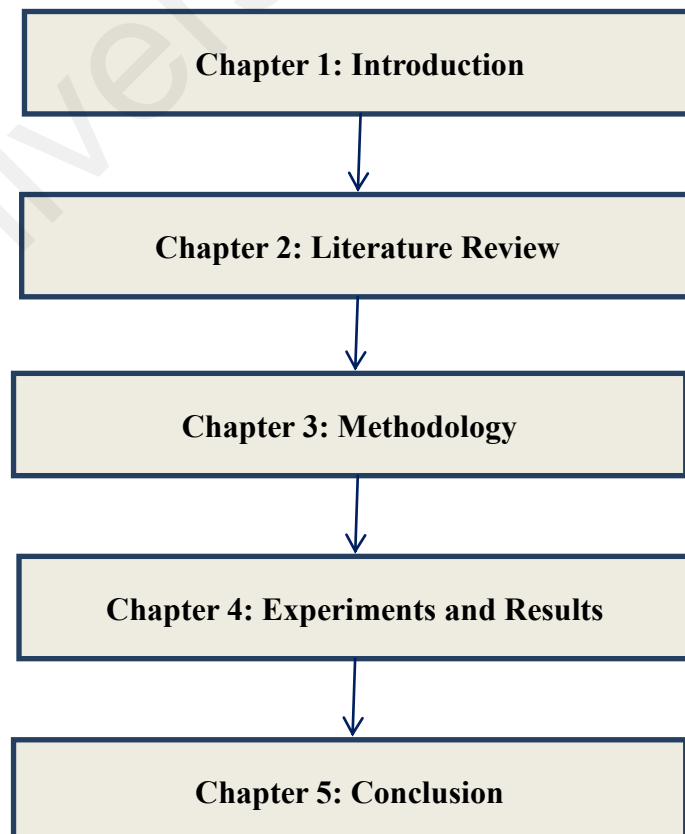 Chapter 1: Introduction
Chapter 2: Literature Review
Chapter 3: Methodology
Chapter 4: Experiments and Results
Chapter 5: Conclusion